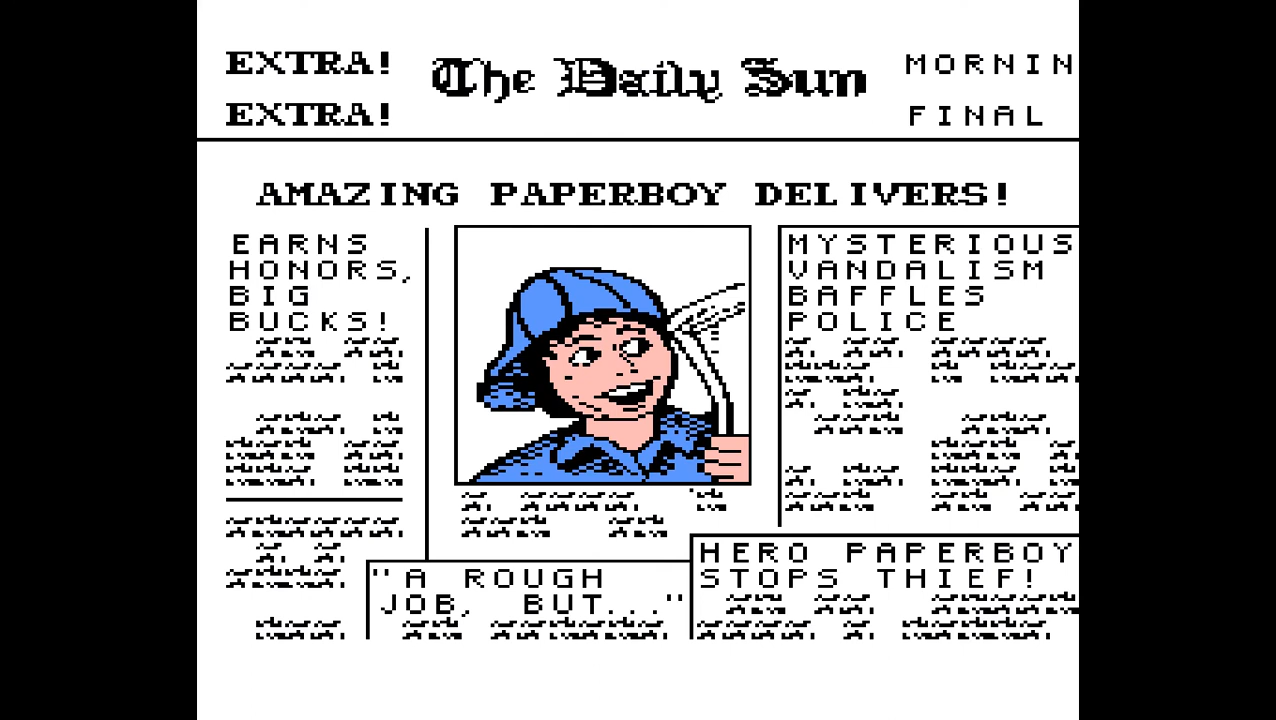 EXTRA!
EXTRA!
The Daily Sun
MORNIN
FINAL
AMAZING PAPERBOY DELIVERS!
EARNS
HONORS,
BIG
BUCKS!
MYSTERIOUS
VANDALISM
BAFFLES
POLICE
"A ROUGH
JOB, BUT..."
HERO PAPERBOY
STOPS THIEF!